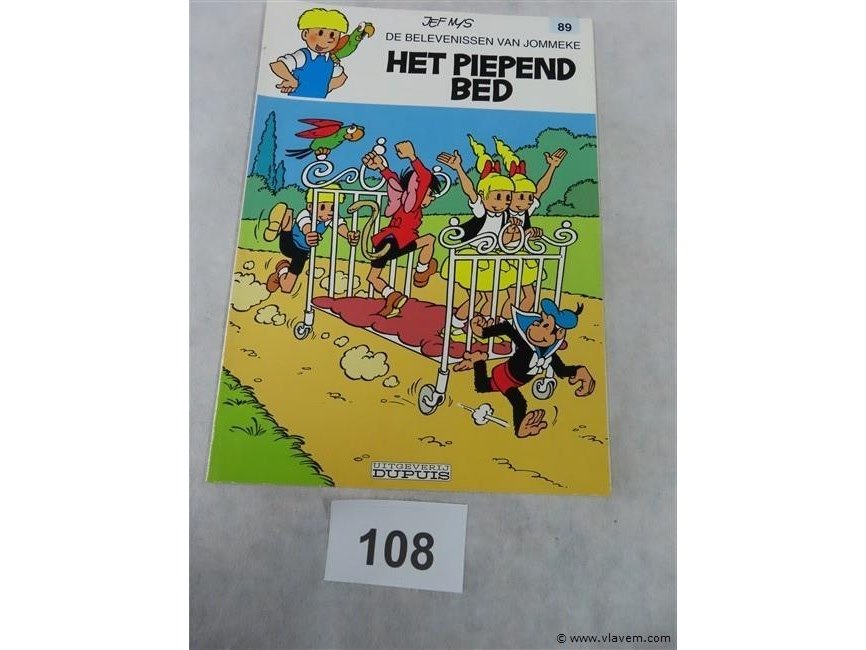 JEF NYS
89
DE BELEVENISSEN VAN JOMMEKE
HET PIEPEND
BED
UITGEVERIJ
DUPUIS
108
© www.vlavem.com